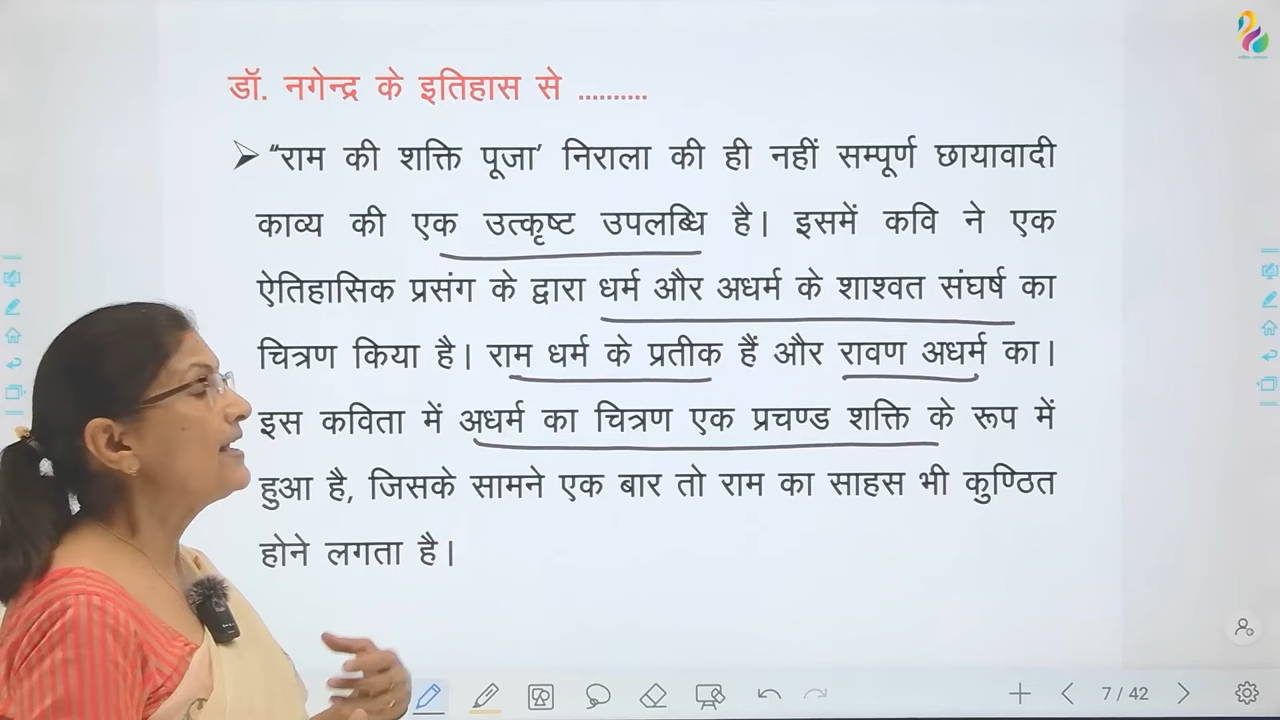 डॉ. नगेन्द्र के इतिहास से ..........
➢ “राम की शक्ति पूजा’ निराला की ही नहीं सम्पूर्ण छायावादी
काव्य की एक उत्कृष्ट उपलब्धि है। इसमें कवि ने एक
ऐतिहासिक प्रसंग के द्वारा धर्म और अधर्म के शाश्वत संघर्ष का
चित्रण किया है। राम धर्म के प्रतीक हैं और रावण अधर्म का।
इस कविता में अधर्म का चित्रण एक प्रचण्ड शक्ति के रूप में
हुआ है, जिसके सामने एक बार तो राम का साहस भी कुण्ठित
होने लगता है।
7 / 42